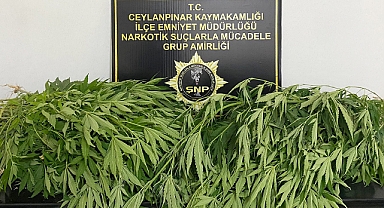 T.C.
CEYLANPINAR KAYMAKAMLIĞI
İLÇE EMNİYET MÜDÜRLÜĞÜ
NARKOTİK SUÇLARLA MÜCADELE
GRUP AMİRLİĞİ
SNP